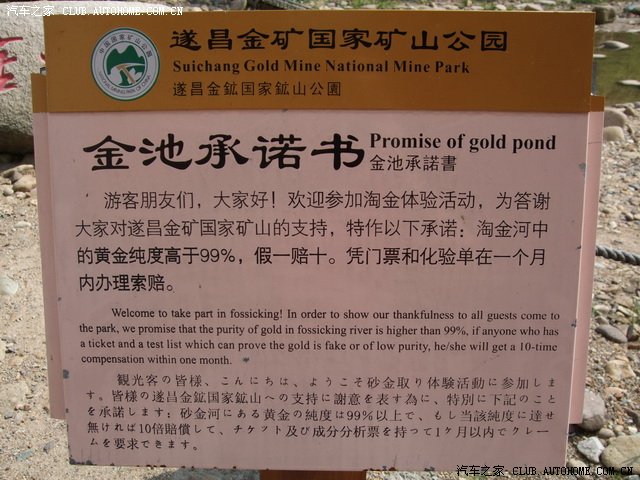 汽车之家 · CLUB.AUTOHOME.COM.CN
遂昌金矿国家矿山公园
Suichang Gold Mine National Mine Park
遂昌金鉱国家鉱山公園
中国国家矿山公园
金池承诺书
Promise of gold pond
金池承諾書
游客朋友们，大家好！欢迎参加淘金体验活动，为答谢
大家对遂昌金矿国家矿山的支持，特作以下承诺：淘金河中
的黄金纯度高于99%，假一赔十。凭门票和化验单在一个月
内办理索赔。
Welcome to take part in fossicking! In order to show our thankfulness to all guests come to
the park, we promise that the purity of gold in fossicking river is higher than 99%, if anyone who has
a ticket and a test list which can prove the gold is fake or of low purity, he/she will get a 10-time
compensation within one month.
観光客の皆様、こんにちは、ようこそ砂金取り体験活動に参加しま
す。皆様の遂昌金鉱国家鉱山への支持に謝意を表す為に、特別に下記のこと
を承諾します：砂金河にある黄金の純度は99%以上で、もし当該純度に達せ
無ければ10倍賠償して、チケット及び成分分析票を持って1ケ月以内でクレー
ムを要求できます。
汽车之家 · CLUB.AUTOHOME.COM.CN